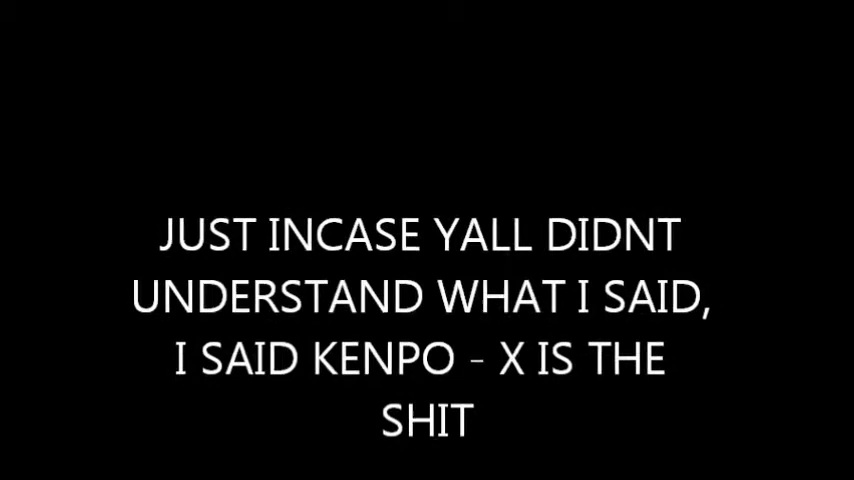 JUST INCASE YALL DIDNT
UNDERSTAND WHAT I SAID,
I SAID KENPO - X IS THE
SHIT